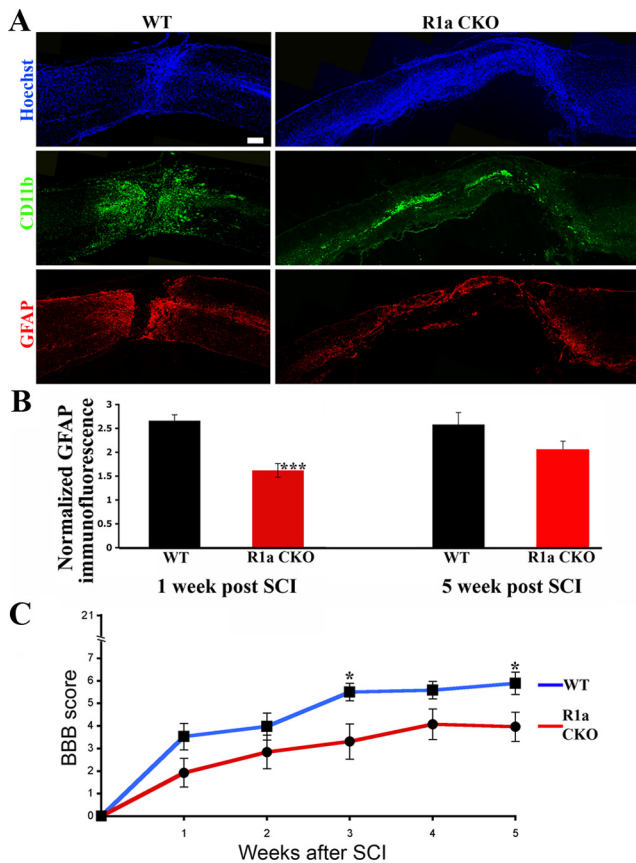 A
WT
R1a CKO
Hoechst
CD11b
GFAP
B
Normalized GFAP
immunofluorescence
3
2.5
2
1.5
1
0.5
0
***
WT
R1a CKO
WT
R1a CKO
1 week post SCI
5 week post SCI
C
BBB score
21
7
6
5
4
3
2
1
0
*
*
WT
R1a
CKO
1
2
3
4
5
Weeks after SCI